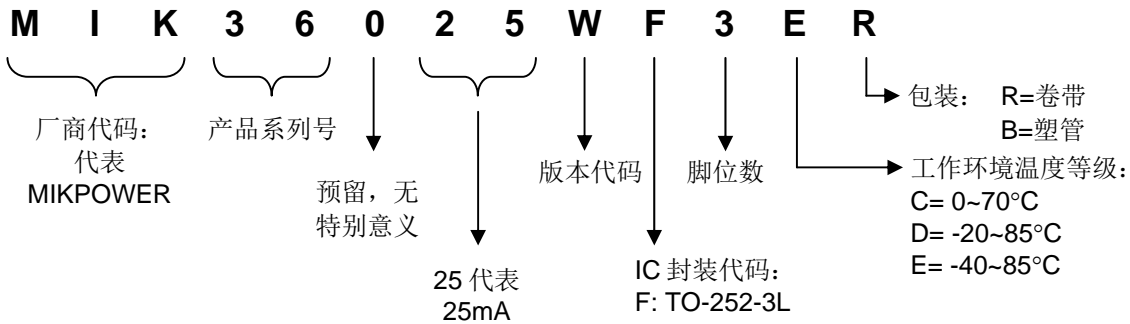 M I K 3 6 0 2 5 W F 3 E R
厂商代码:
代表
MIKPOWER
产品系列号
预留,无
特别意义
25 代表
25mA
版本代码
IC 封装代码:
F: TO-252-3L
脚位数
包装: R=卷带
B=塑管
工作环境温度等级:
C= 0~70°C
D= -20~85°C
E= -40~85°C